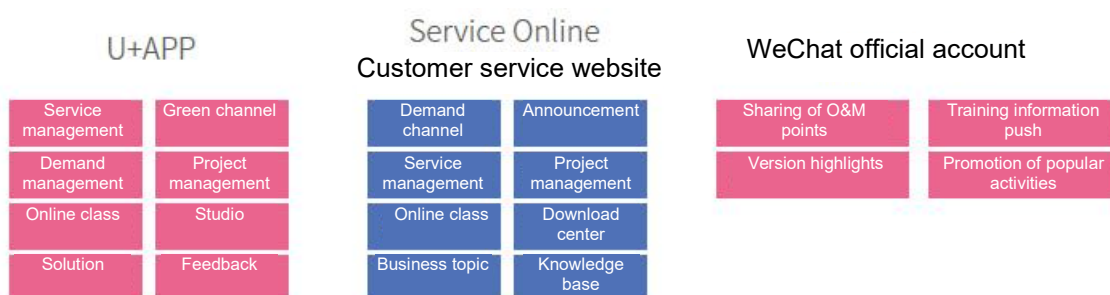 U+APP
Service
management
Green channel
Demand
management
Project
management
Online class
Studio
Solution
Feedback
Service Online
Customer service website
Demand
channel
Announcement
Service
management
Project
management
Online class
Download
center
Business topic
Knowledge
base
WeChat official account
Sharing of O&M
points
Training information
push
Version highlights
Promotion of popular
activities